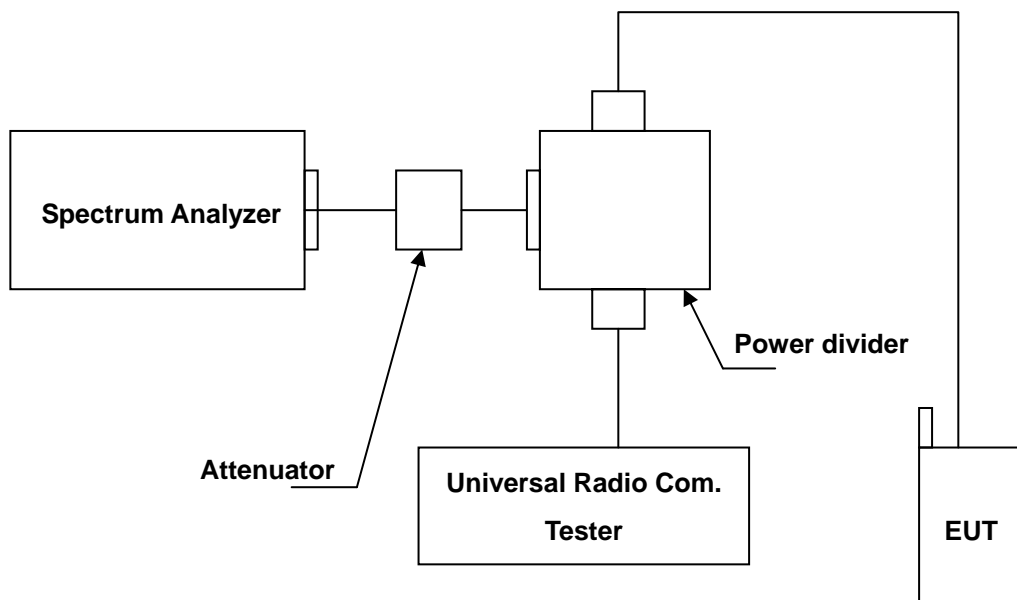 Spectrum Analyzer
Power divider
Attenuator
Universal Radio Com.
Tester
EUT